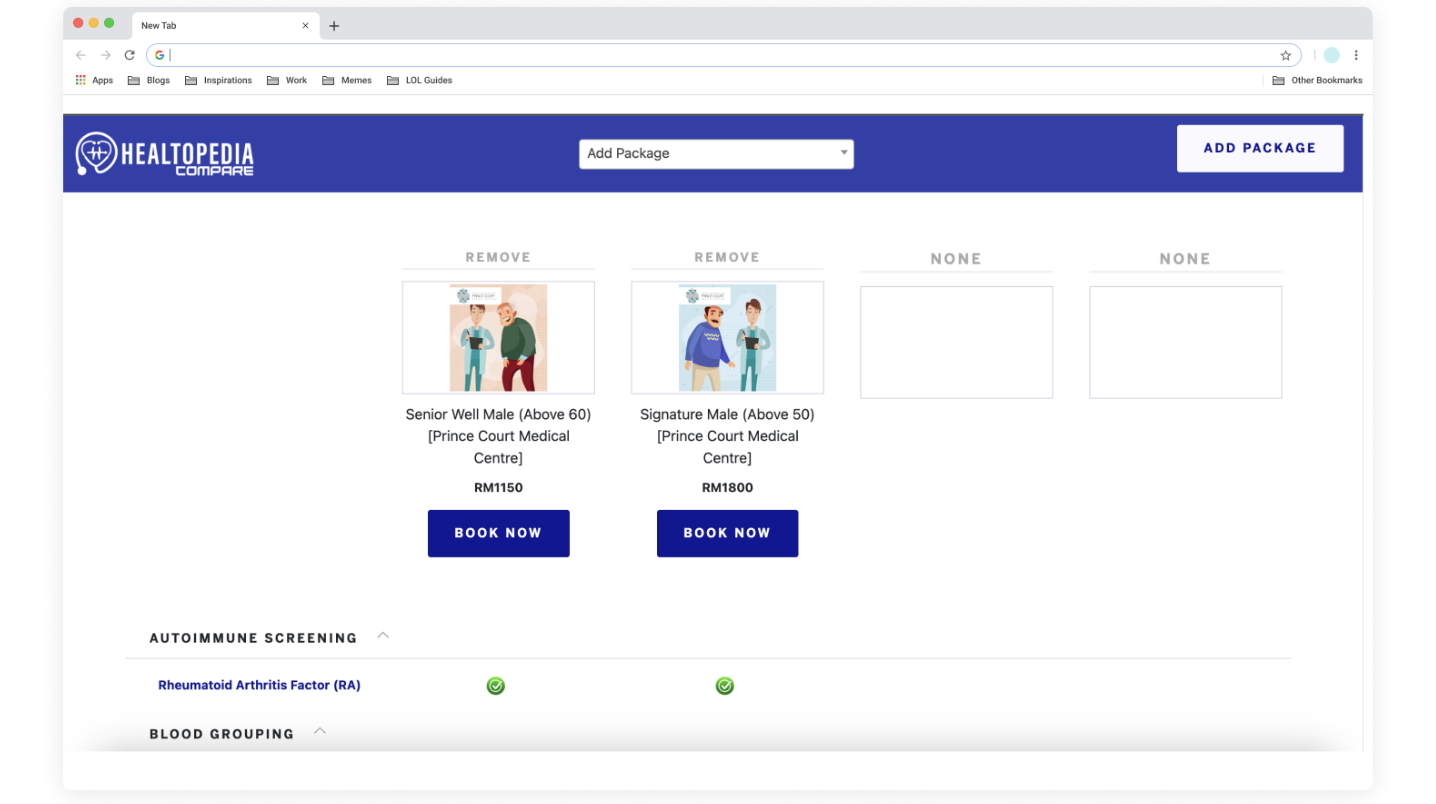 New Tab
Apps Blogs Inspirations Work Memes LOL Guides Other Bookmarks
HEALTOPEDIA
COMPARE
Add Package
ADD PACKAGE
REMOVE REMOVE NONE NONE
Senior Well Male (Above 60)
[Prince Court Medical
Centre]
RM1150
BOOK NOW
Signature Male (Above 50)
[Prince Court Medical
Centre]
RM1800
BOOK NOW
AUTOIMMUNE SCREENING
Rheumatoid Arthritis Factor (RA)
BLOOD GROUPING